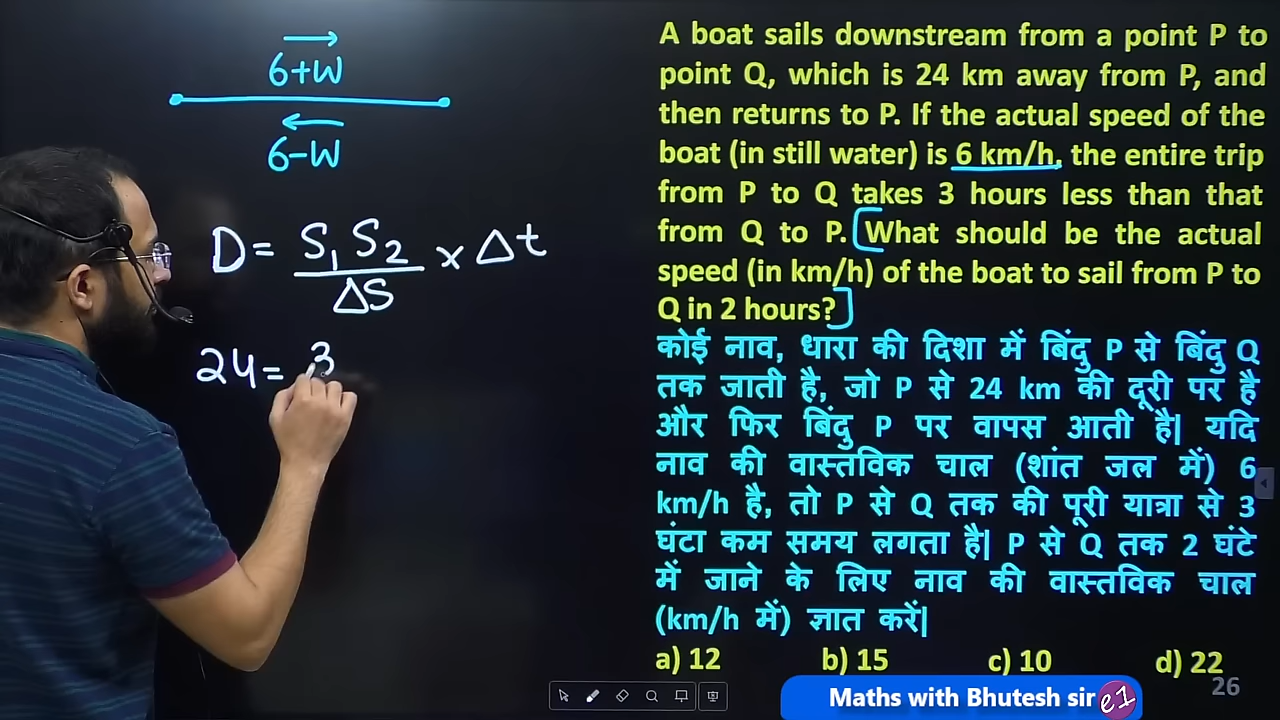 6+W
6-W
D = S₁ S₂ / ΔS × Δt
24 = 3
A boat sails downstream from a point P to
point Q, which is 24 km away from P, and
then returns to P. If the actual speed of the
boat (in still water) is 6 km/h, the entire trip
from P to Q takes 3 hours less than that
from Q to P. [What should be the actual
speed (in km/h) of the boat to sail from P to
Q in 2 hours?]
कोई नाव, धारा की दिशा में बिंदु P से बिंदु Q
तक जाती है, जो P से 24 km की दूरी पर है
और फिर बिंदु P पर वापस आती है| यदि
नाव की वास्तविक चाल (शांत जल में) 6
km/h है, तो P से Q तक की पूरी यात्रा से 3
घंटा कम समय लगता है| P से Q तक 2 घंटे
में जाने के लिए नाव की वास्तविक चाल
(km/h में) ज्ञात करें|
a) 12 b) 15 c) 10 d) 22
26
Maths with Bhutesh sir e1